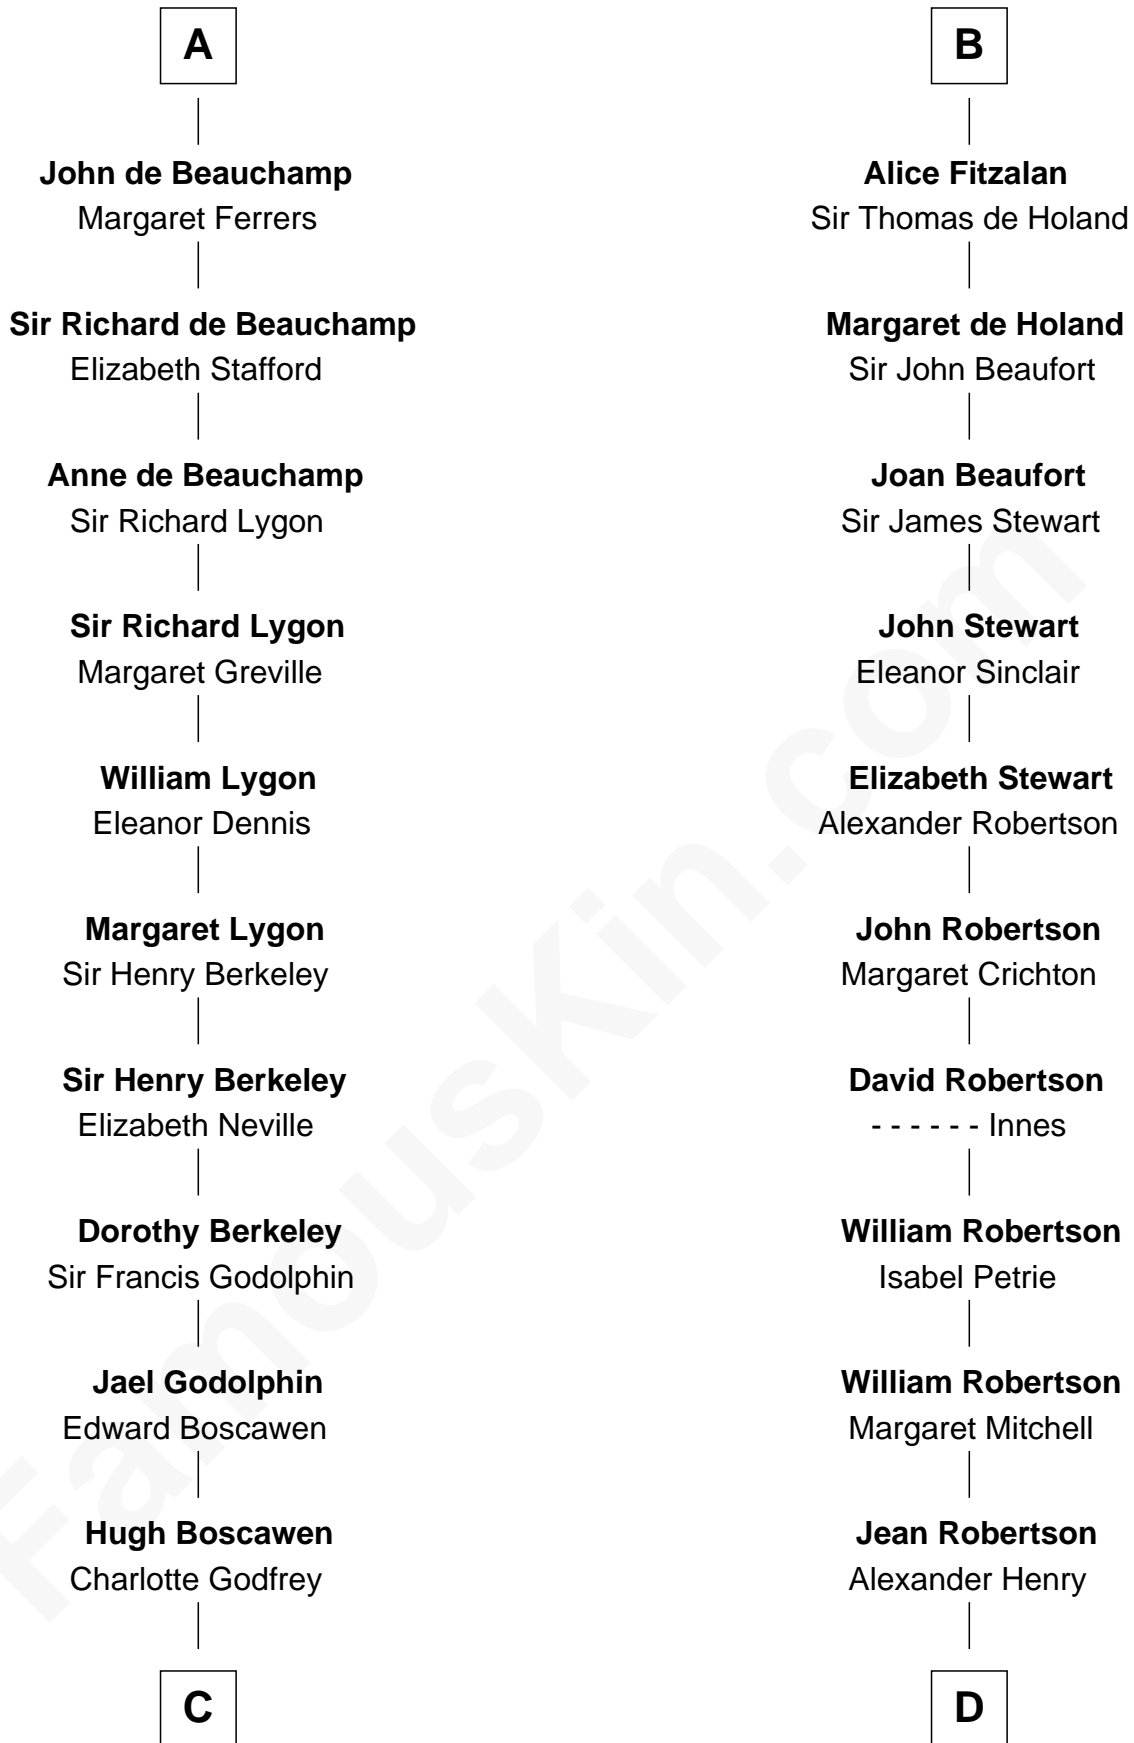 A
John de Beauchamp
Margaret Ferrers
Sir Richard de Beauchamp
Elizabeth Stafford
Anne de Beauchamp
Sir Richard Lygon
Sir Richard Lygon
Margaret Greville
William Lygon
Eleanor Dennis
Margaret Lygon
Sir Henry Berkeley
Sir Henry Berkeley
Elizabeth Neville
Dorothy Berkeley
Sir Francis Godolphin
Jael Godolphin
Edward Boscawen
Hugh Boscawen
Charlotte Godfrey
C
B
Alice Fitzalan
Sir Thomas de Holand
Margaret de Holand
Sir John Beaufort
Joan Beaufort
Sir James Stewart
John Stewart
Eleanor Sinclair
Elizabeth Stewart
Alexander Robertson
John Robertson
Margaret Crichton
David Robertson
- - - - - - Innes
William Robertson
Isabel Petrie
William Robertson
Margaret Mitchell
Jean Robertson
Alexander Henry
D
FamousKin.com